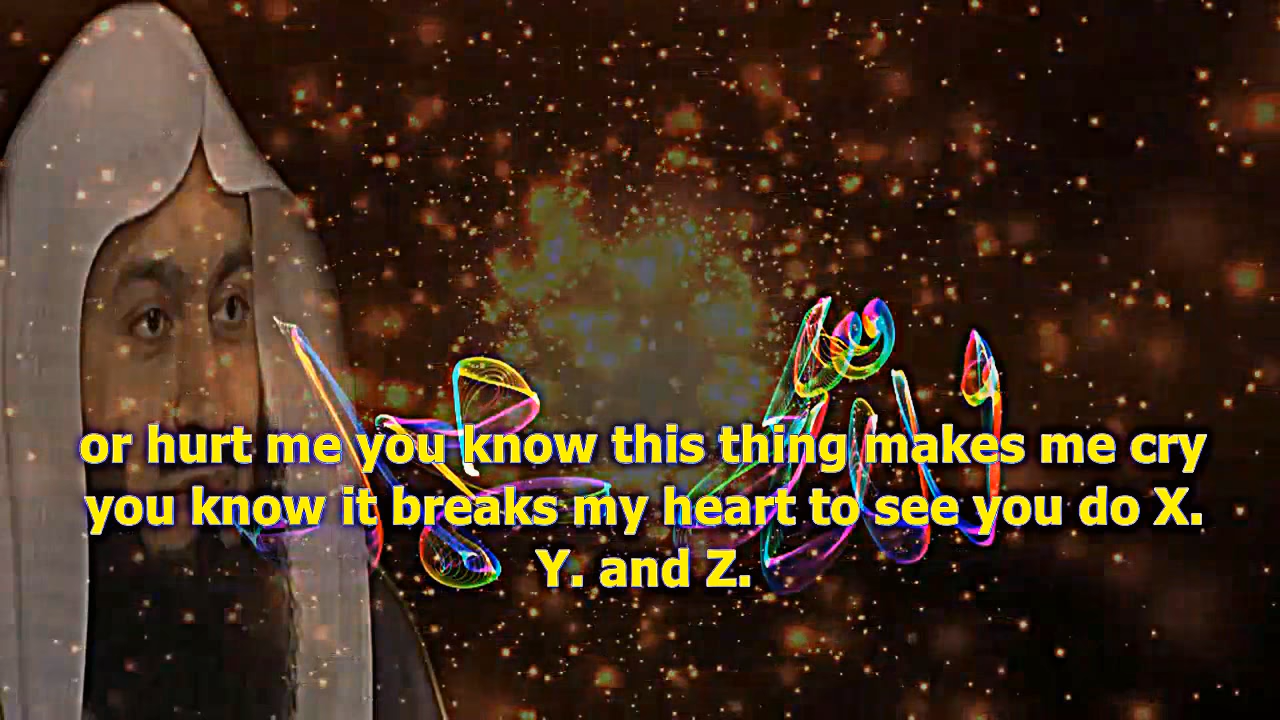 or hurt me you know this thing makes me cry
you know it breaks my heart to see you do X.
Y. and Z.